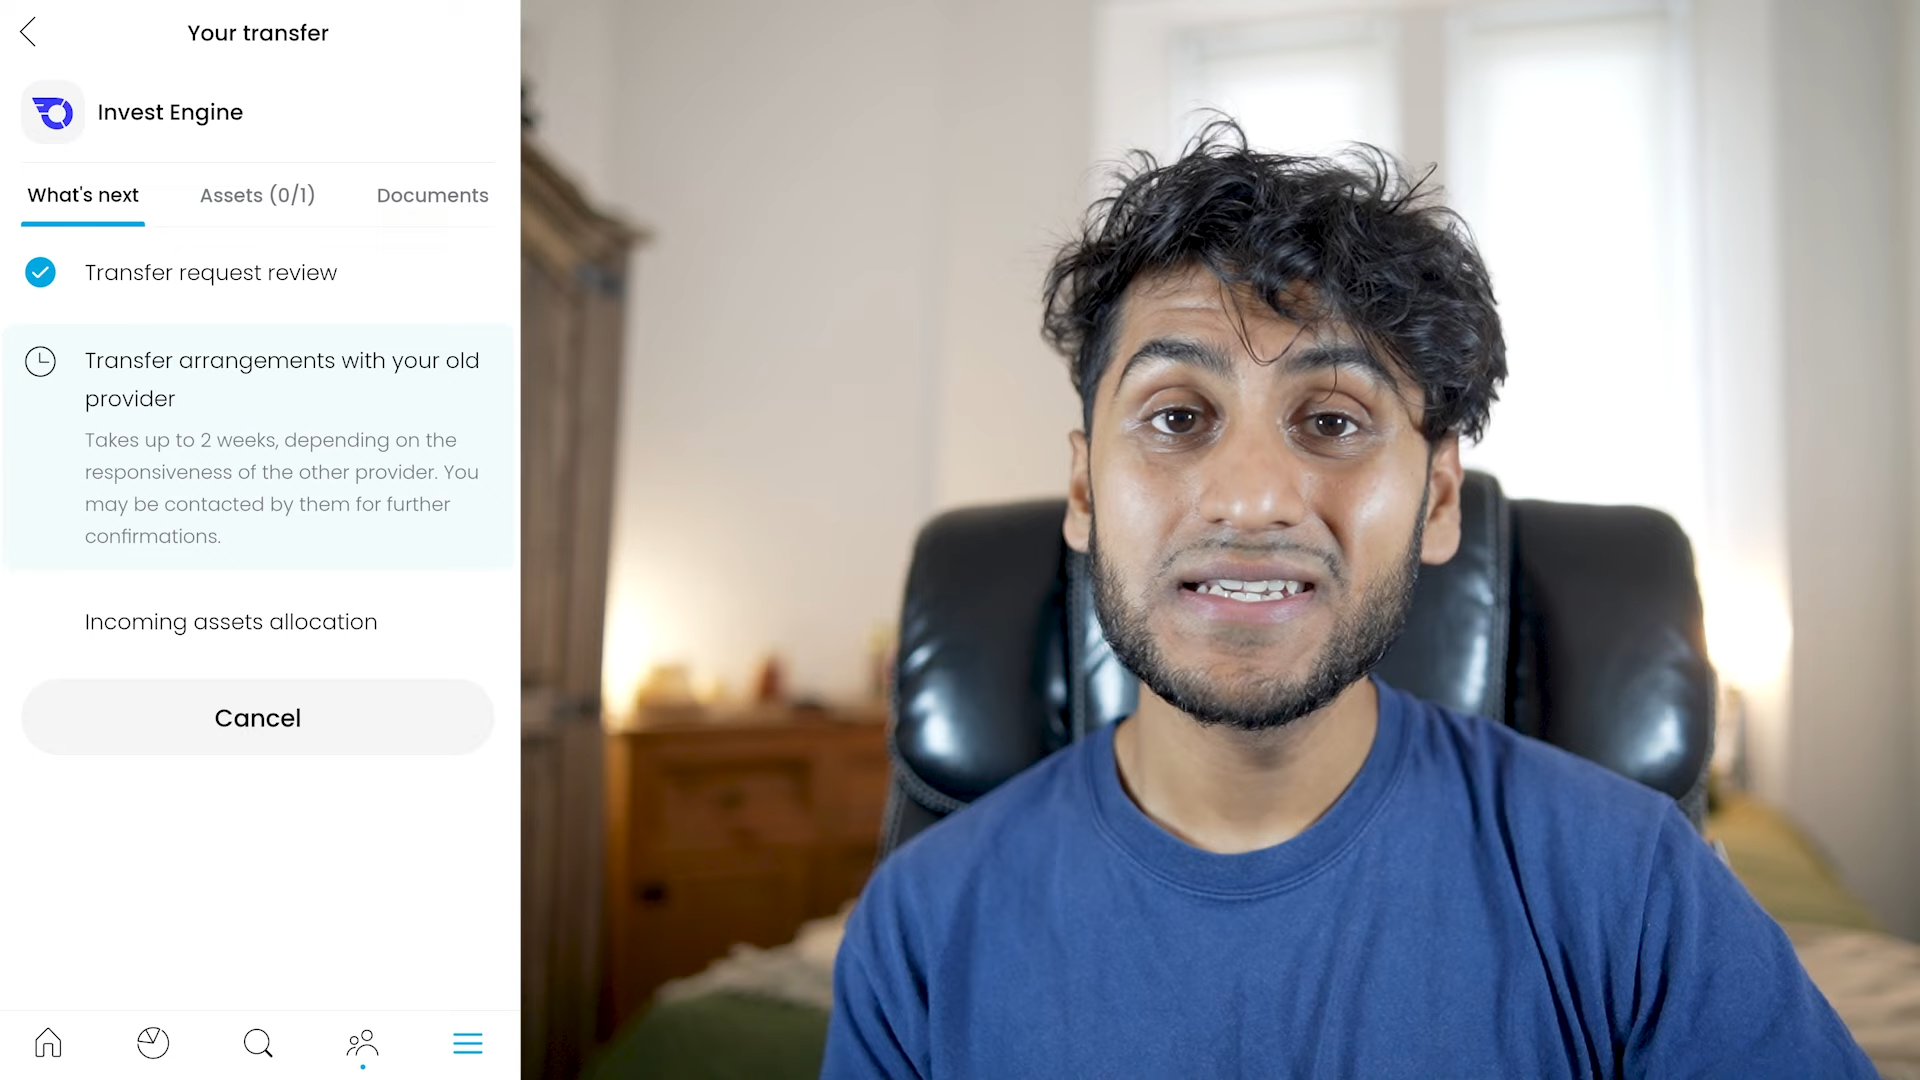 Your transfer
Invest Engine
What's next
Assets (0/1)
Documents
Transfer request review
Transfer arrangements with your old
provider
Takes up to 2 weeks, depending on the
responsiveness of the other provider. You
may be contacted by them for further
confirmations.
Incoming assets allocation
Cancel